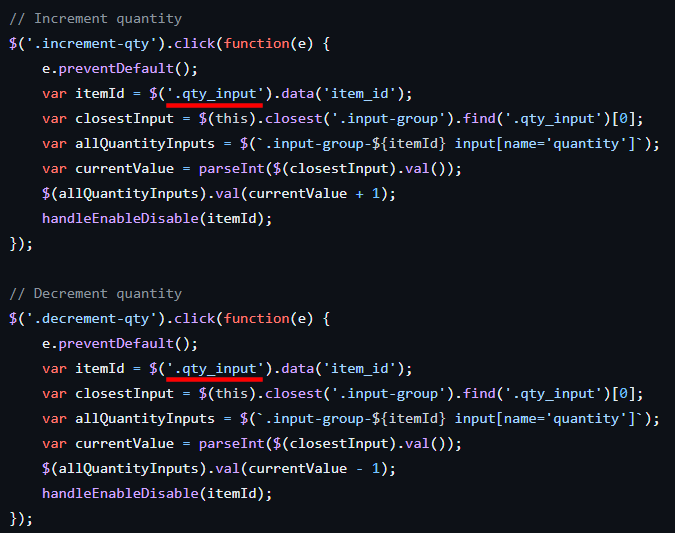 // Increment quantity
$('.increment-qty').click(function(e) {
    e.preventDefault();
    var itemId = $('.qty_input').data('item_id');
    var closestInput = $(this).closest('.input-group').find('.qty_input')[0];
    var allQuantityInputs = $(`.input-group-${itemId} input[name='quantity']`);
    var currentValue = parseInt($(closestInput).val());
    $(allQuantityInputs).val(currentValue + 1);
    handleEnableDisable(itemId);
});

// Decrement quantity
$('.decrement-qty').click(function(e) {
    e.preventDefault();
    var itemId = $('.qty_input').data('item_id');
    var closestInput = $(this).closest('.input-group').find('.qty_input')[0];
    var allQuantityInputs = $(`.input-group-${itemId} input[name='quantity']`);
    var currentValue = parseInt($(closestInput).val());
    $(allQuantityInputs).val(currentValue - 1);
    handleEnableDisable(itemId);
});